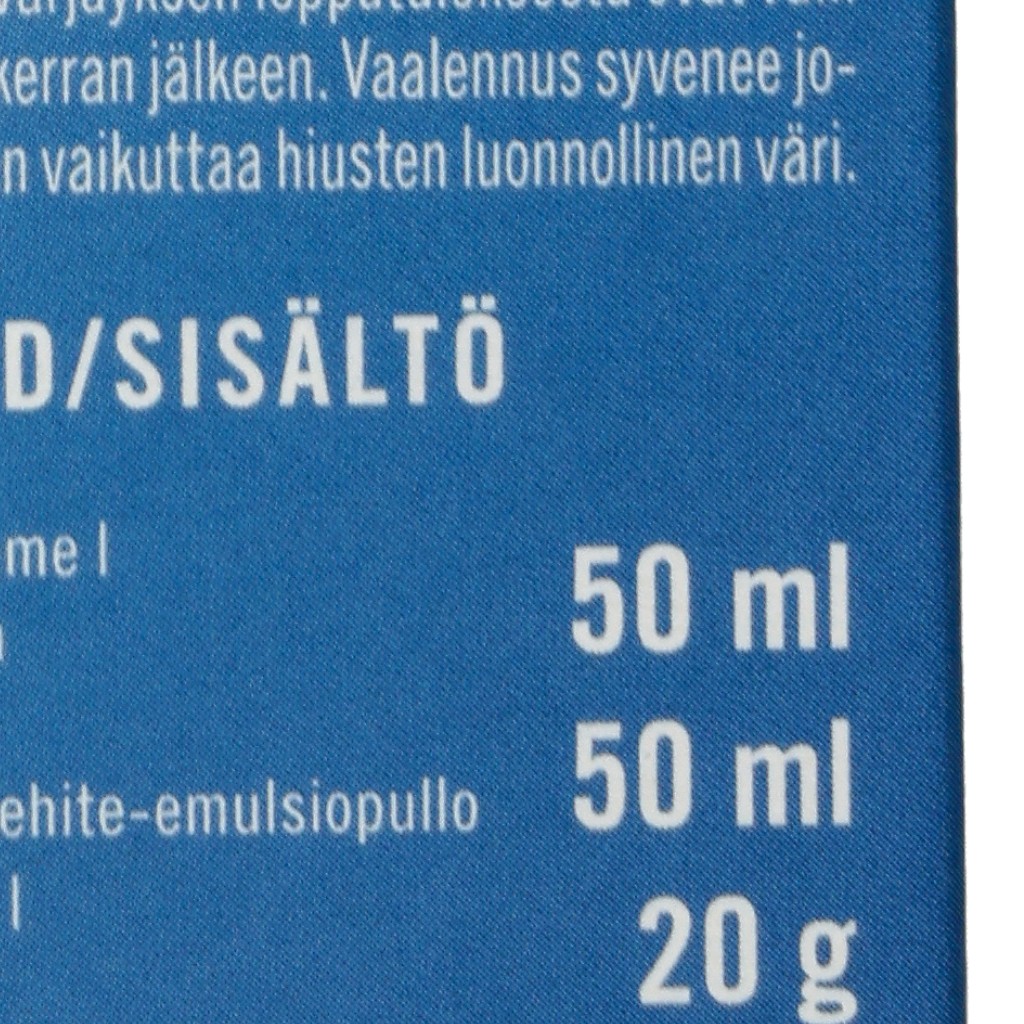 kerran jälkeen. Vaalennus syvenee jo-
n vaikuttaa hiusten luonnollinen väri.
D/SISÄLTÖ
me |
50 ml
ehite-emulsiopullo
50 ml
|
20 g